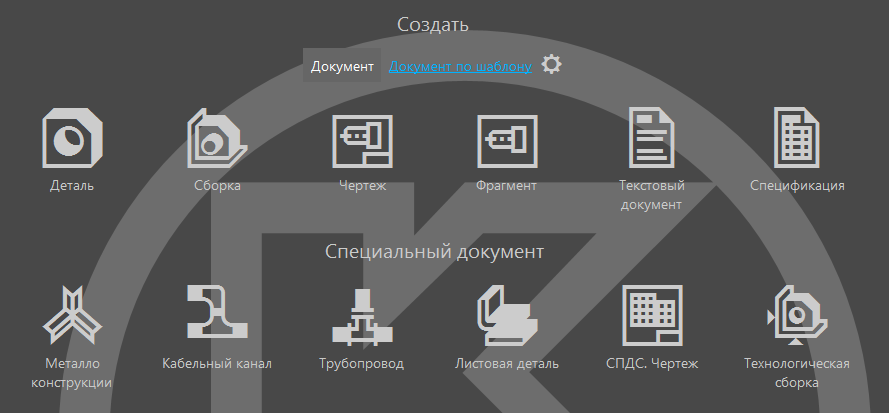 Создать
Документ Документ по шаблону
Деталь Сборка Чертеж Фрагмент Текстовый документ Спецификация
Специальный документ
Металло конструкции Кабельный канал Трубопровод Листовая деталь СПДС. Чертеж Технологическая сборка